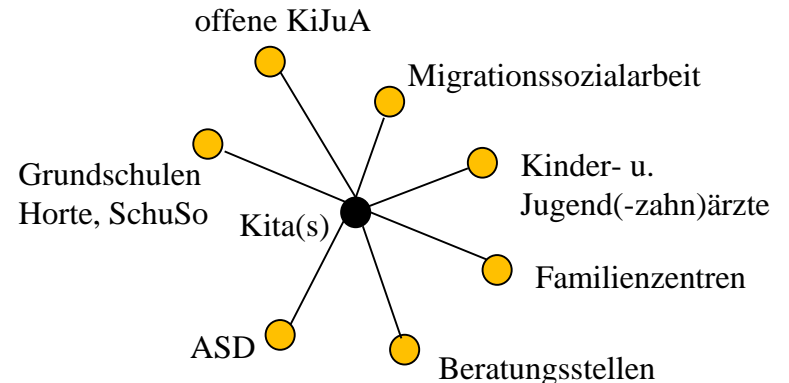 offene KiJuA
Migrationssozialarbeit
Kinder- u.
Jugend(-zahn)ärzte
Grundschulen
Horte, SchuSo
Kita(s)
Familienzentren
ASD
Beratungsstellen